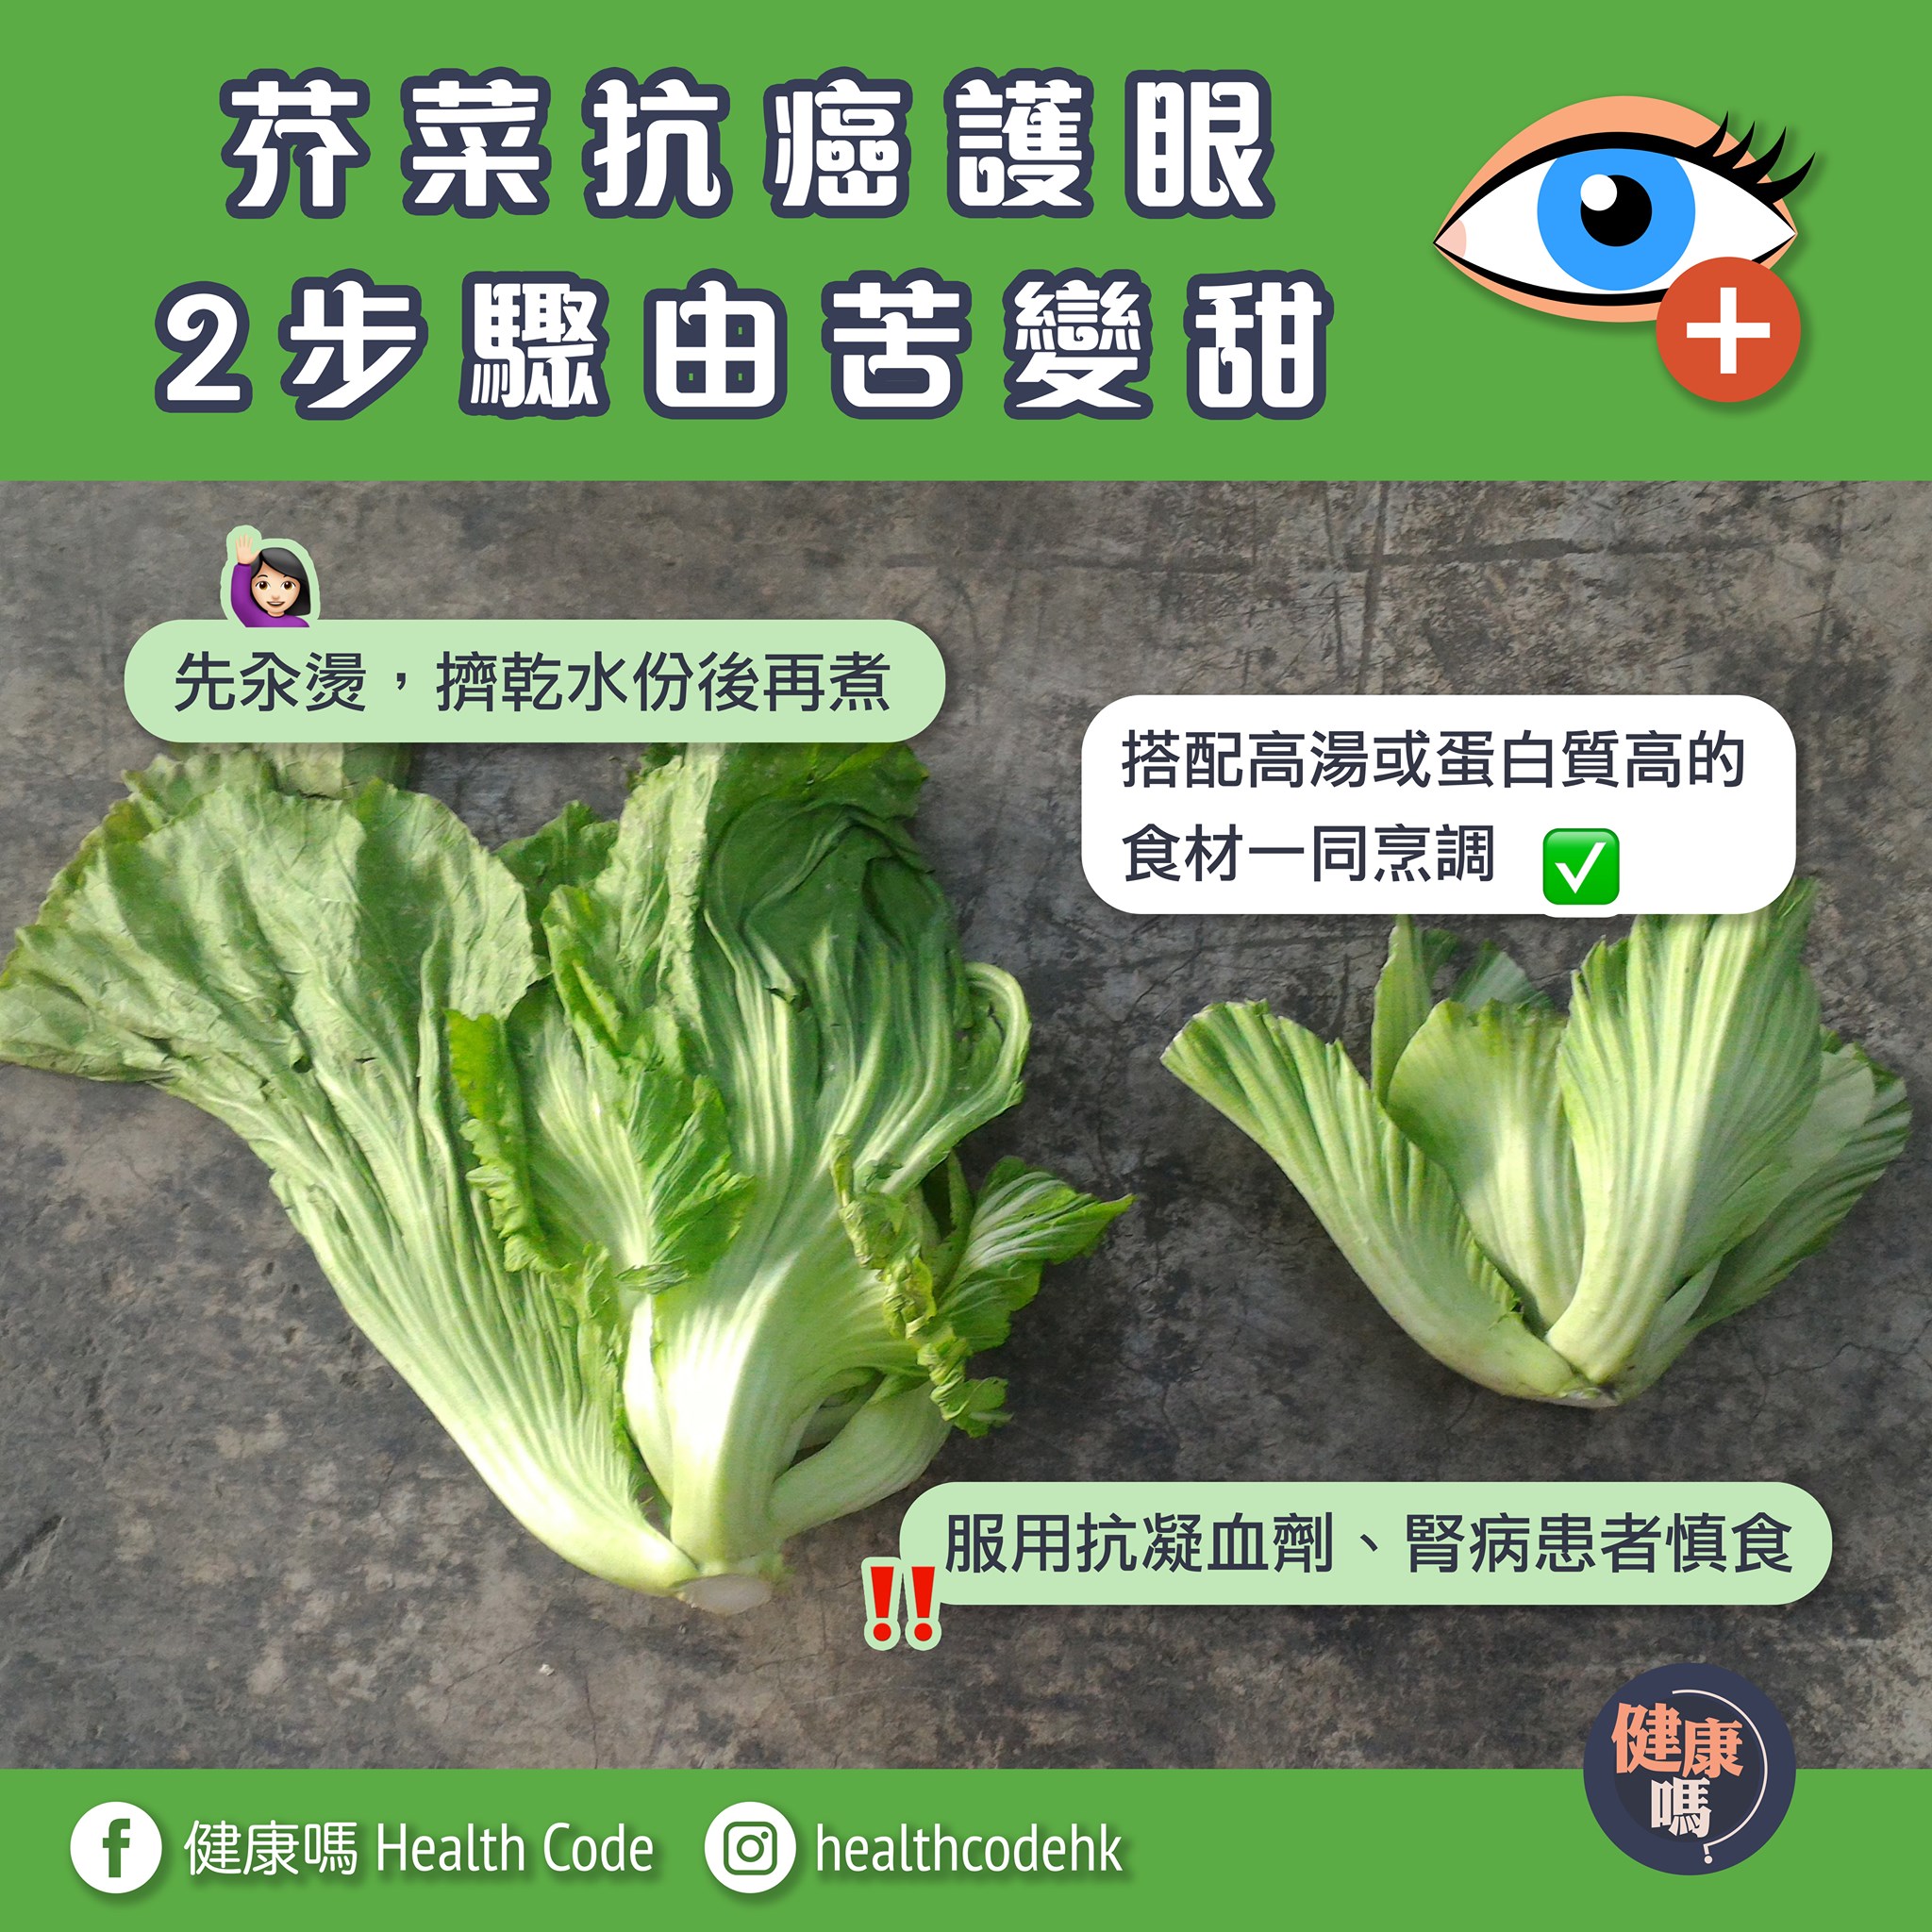 芥菜抗癌護眼
2步驟由苦變甜
先汆燙，擠乾水份後再煮
搭配高湯或蛋白質高的
食材一同烹調
服用抗凝血劑、腎病患者慎食
健康
嗎?
健康嗎 Health Code
healthcodehk